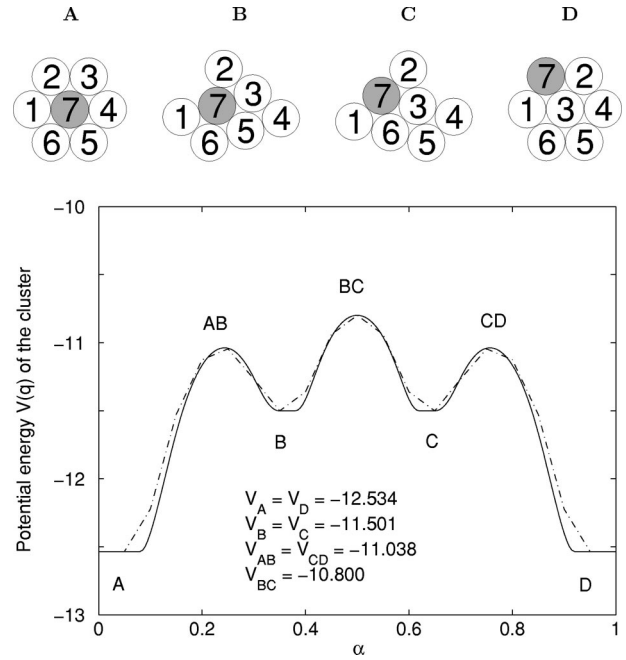 A B C D
2 3
1 7 4
6 5
2
7 3
1 5 4
6
2
7 3
1 6 4
5
7 2
1 3 4
6 5
Potential energy V(q) of the cluster
−10
−11
−12
−13
AB
BC
CD
B
C
A
D
V_A = V_D = −12.534
V_B = V_C = −11.501
V_AB = V_CD = −11.038
V_BC = −10.800
0 0.2 0.4 0.6 0.8 1
α